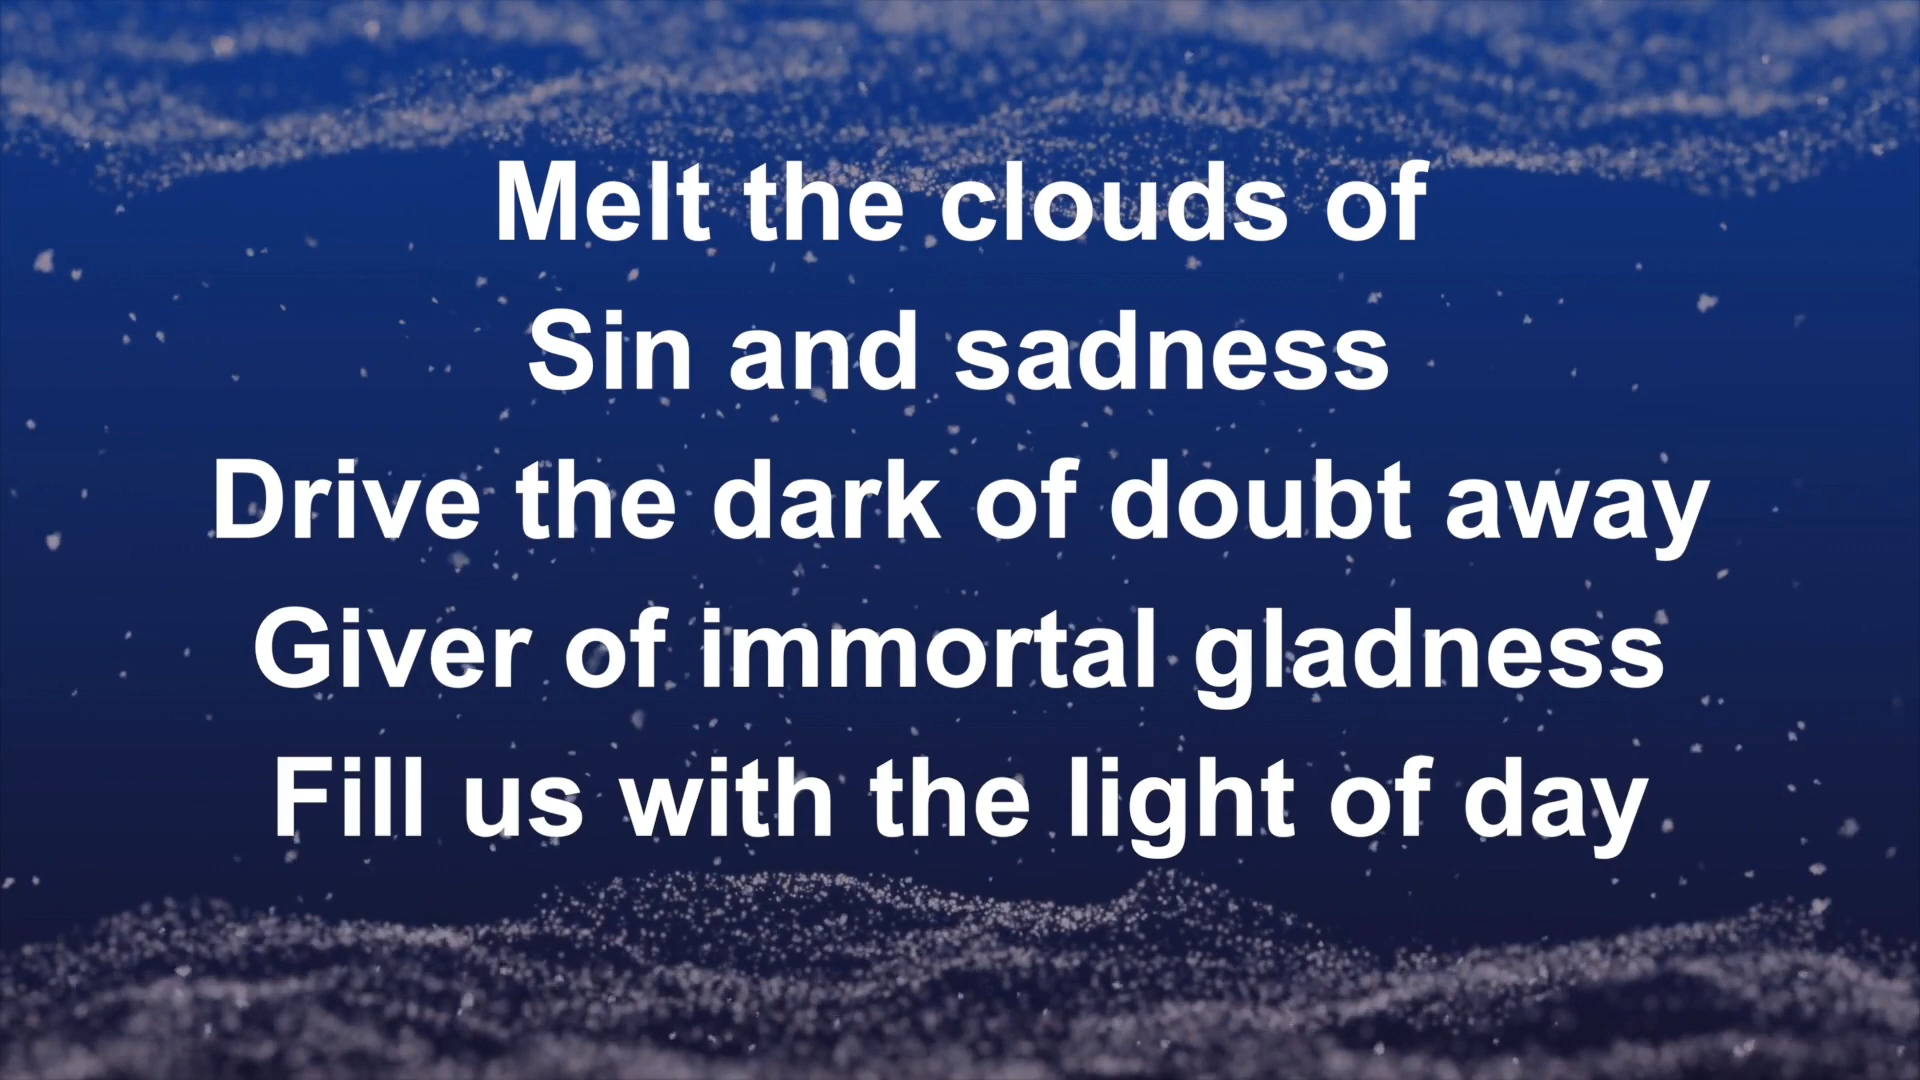 Melt the clouds of
Sin and sadness
Drive the dark of doubt away
Giver of immortal gladness
Fill us with the light of day